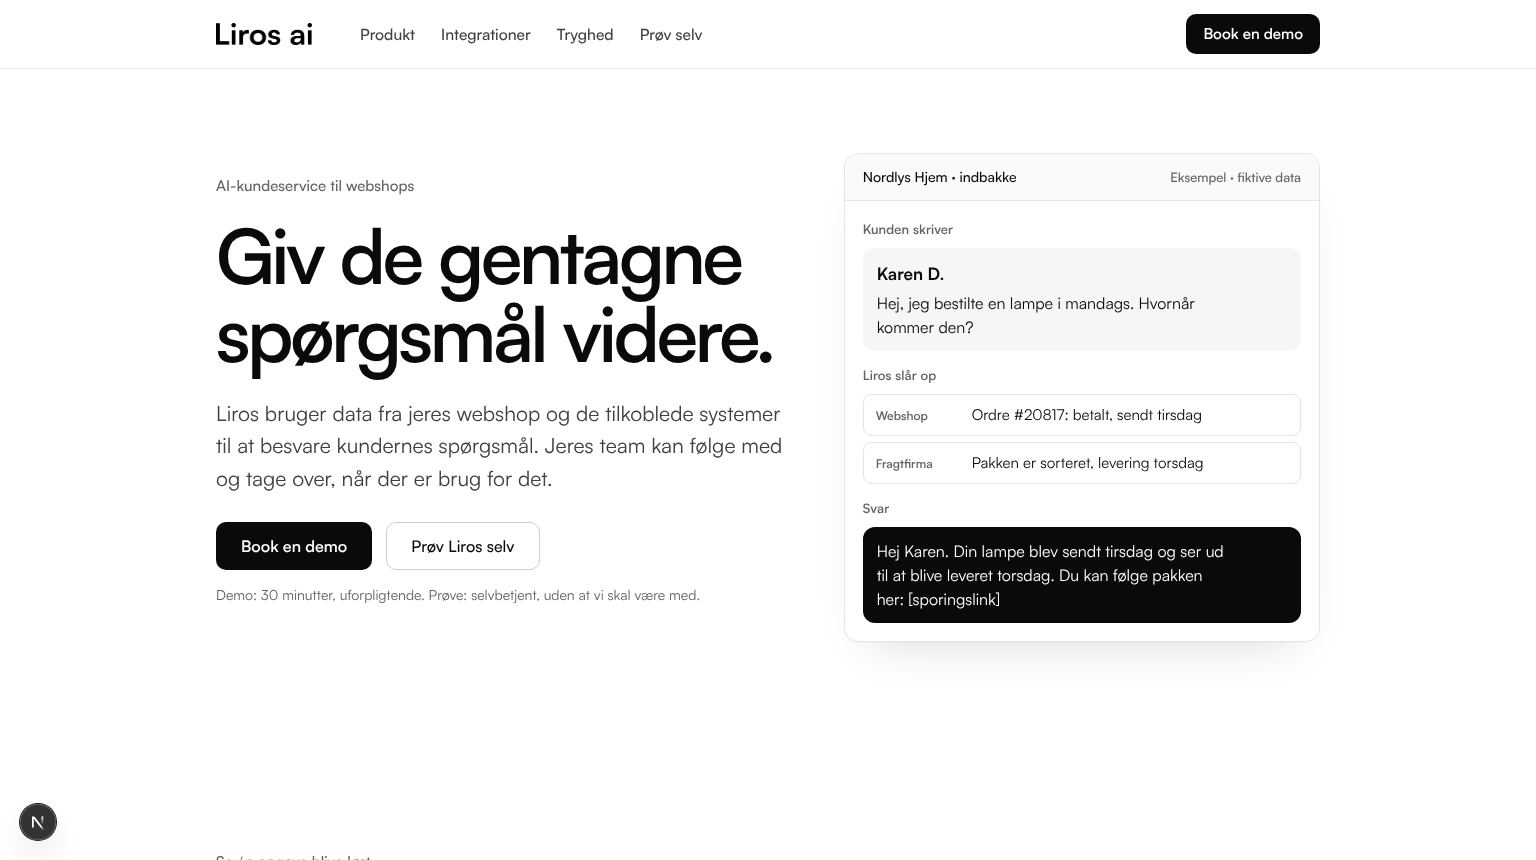 Liros ai
Produkt
Integrationer
Tryghed
Prøv selv
Book en demo
AI-kundeservice til webshops
Giv de gentagne
spørgsmål videre.
Liros bruger data fra jeres webshop og de tilkoblede systemer
til at besvare kundernes spørgsmål. Jeres team kan følge med
og tage over, når der er brug for det.
Book en demo
Prøv Liros selv
Demo: 30 minutter, uforpligtende. Prøve: selvbetjent, uden at vi skal være med.
Nordlys Hjem · indbakke
Eksempel · fiktive data
Kunden skriver
Karen D.
Hej, jeg bestilte en lampe i mandags. Hvornår
kommer den?
Liros slår op
Webshop
Ordre #20817: betalt, sendt tirsdag
Fragtfirma
Pakken er sorteret, levering torsdag
Svar
Hej Karen. Din lampe blev sendt tirsdag og ser ud
til at blive leveret torsdag. Du kan følge pakken
her: [sporingslink]
N